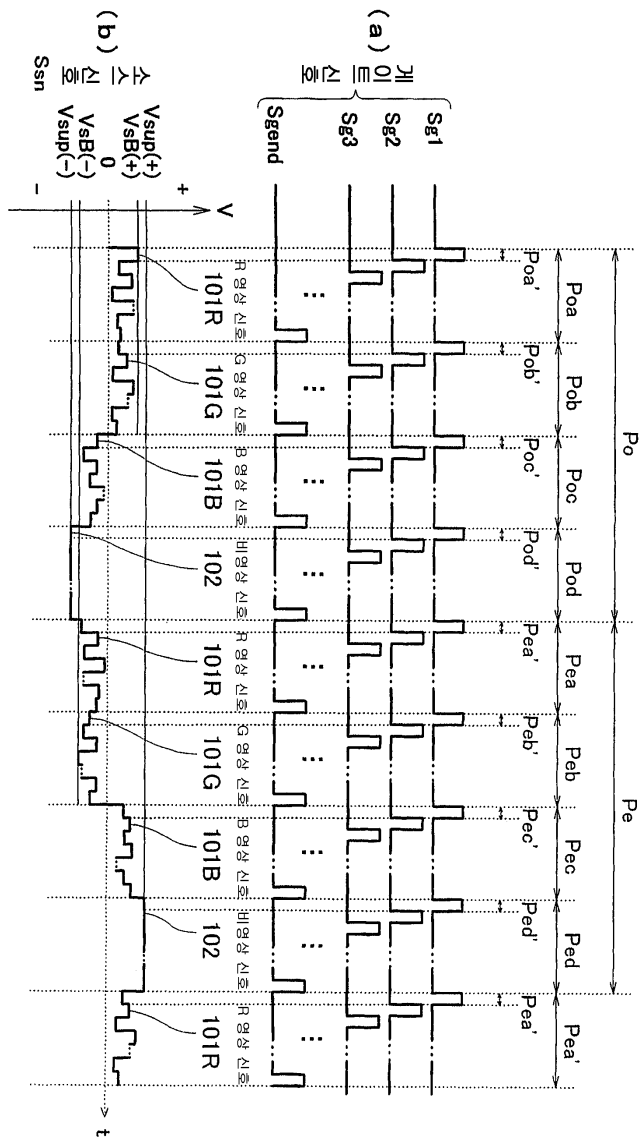 Po
Pe
Poa
Pob
Poc
Pod
Pea
Peb
Pec
Ped
Pea'
Poa'
Pob'
Poc'
Pod'
Pea'
Peb'
Pec'
Ped'
Pea'
(a)
게이트
신호
Sg1
Sg2
Sg3
Sgend
...
...
...
...
...
...
...
...
...
R 영상 신호
G 영상 신호
B 영상 신호
비영상 신호
R 영상 신호
G 영상 신호
B 영상 신호
비영상 신호
R 영상 신호
101R
101G
101B
102
101R
101G
101B
102
101R
(b)
소스
신호
Ssn
V
+
Vsup(+)
VsB(+)
0
VsB(-)
Vsup(-)
-
t